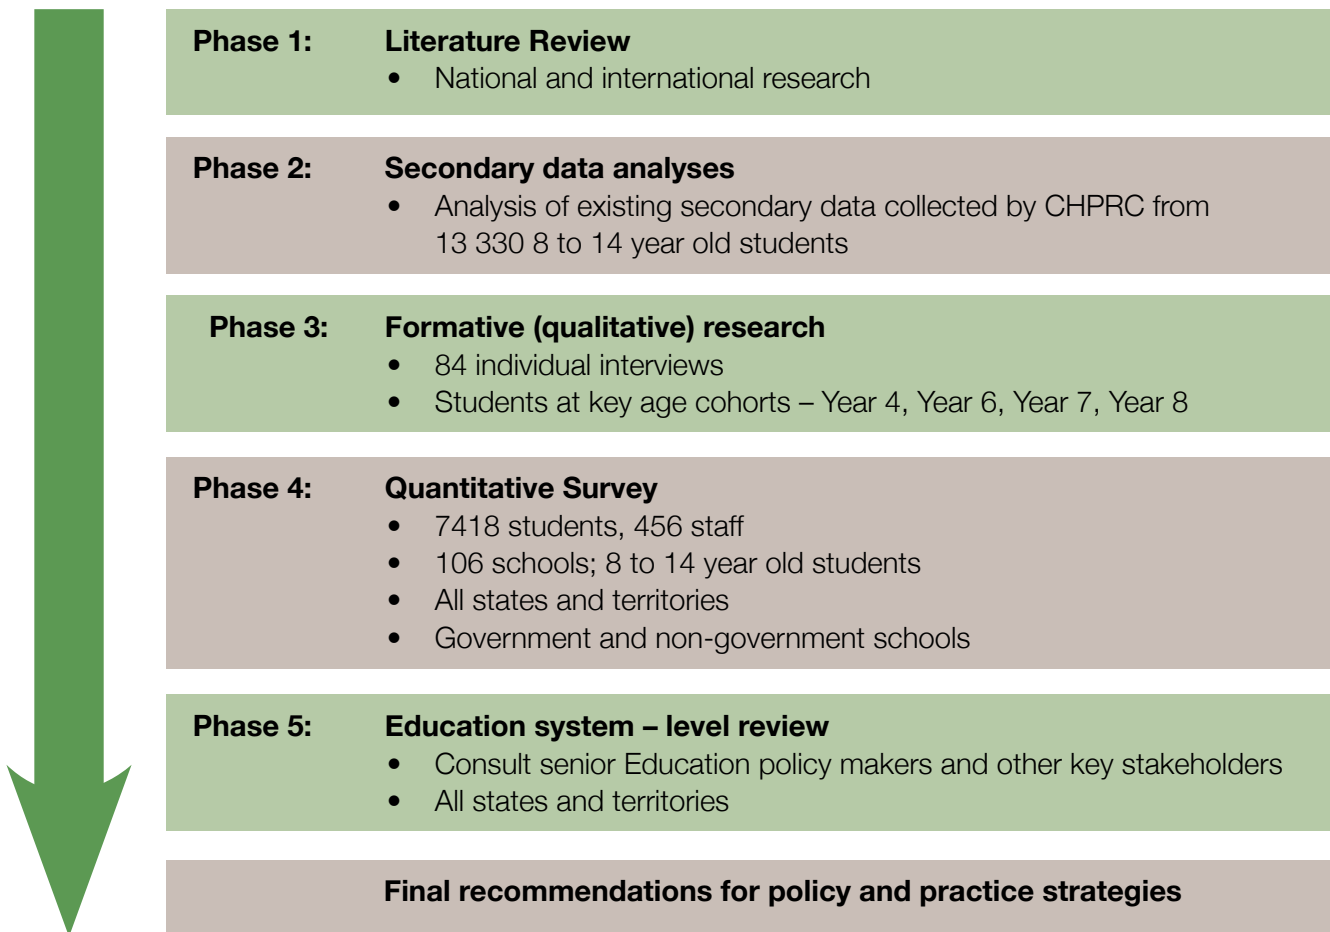 Phase 1: Literature Review
• National and international research
Phase 2: Secondary data analyses
• Analysis of existing secondary data collected by CHPRC from
13 330 8 to 14 year old students
Phase 3: Formative (qualitative) research
• 84 individual interviews
• Students at key age cohorts – Year 4, Year 6, Year 7, Year 8
Phase 4: Quantitative Survey
• 7418 students, 456 staff
• 106 schools; 8 to 14 year old students
• All states and territories
• Government and non-government schools
Phase 5: Education system – level review
• Consult senior Education policy makers and other key stakeholders
• All states and territories
Final recommendations for policy and practice strategies